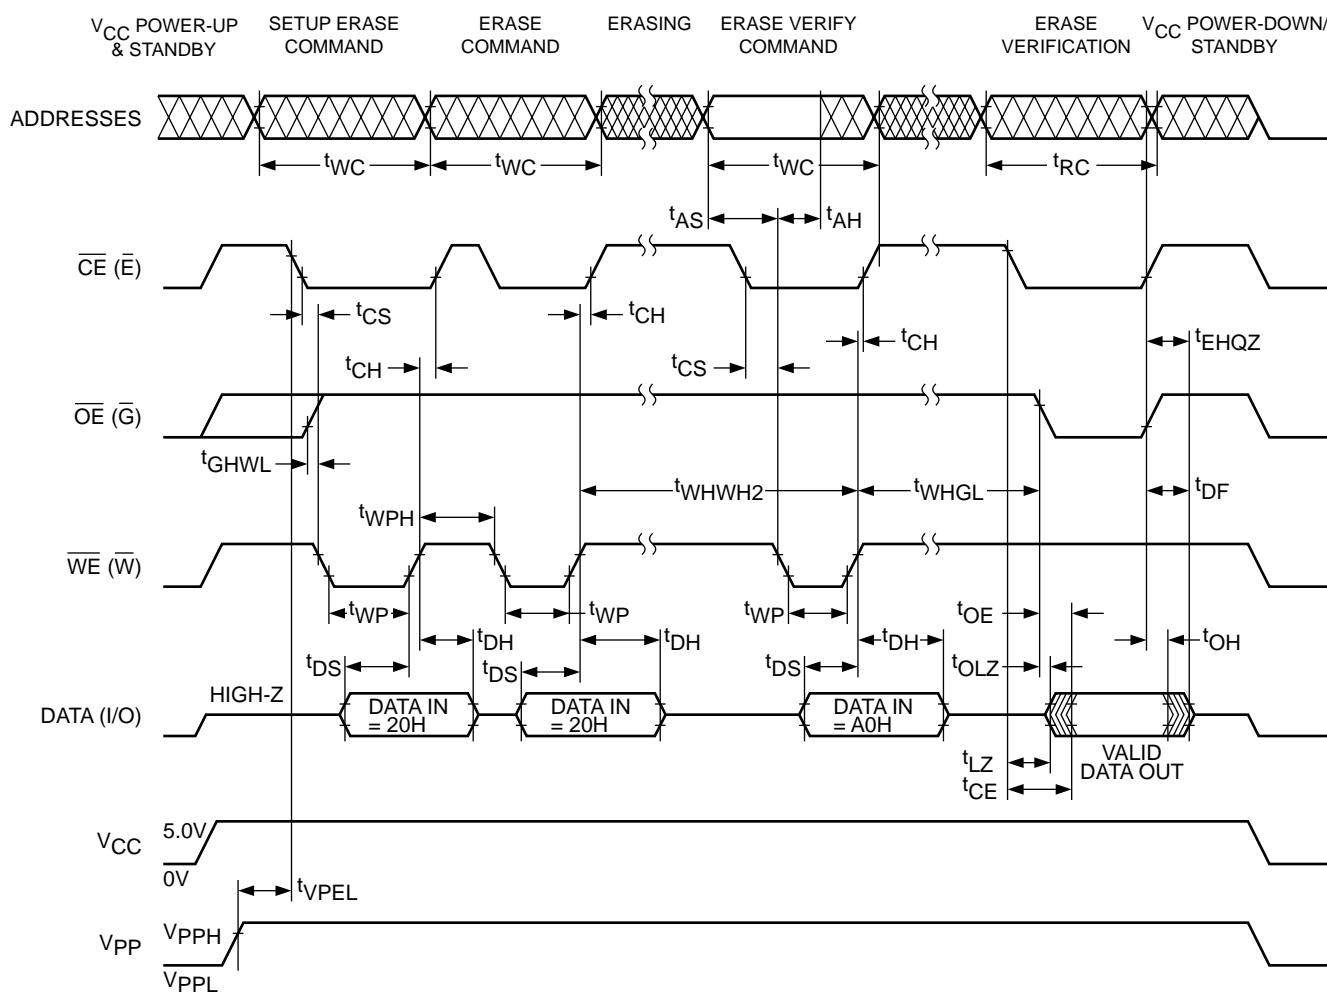 VCC POWER-UP
& STANDBY
SETUP ERASE
COMMAND
ERASE
COMMAND
ERASING
ERASE VERIFY
COMMAND
ERASE
VERIFICATION
VCC POWER-DOWN/
STANDBY
ADDRESSES
tWC
tWC
tWC
tRC
tAS
tAH
CE (E)
tCS
tCH
tCH
tCS
tCH
tEHQZ
OE (G)
tGHWL
tWHWH2
tWHGL
tDF
tWPH
WE (W)
tWP
tWP
tWP
tOE
tDH
tDH
tDH
tOH
tDS
tDS
tDS
tOLZ
HIGH-Z
DATA (I/O)
DATA IN
= 20H
DATA IN
= 20H
DATA IN
= A0H
VALID
DATA OUT
tLZ
tCE
VCC
5.0V
0V
tVPEL
VPP
VPPH
VPPL